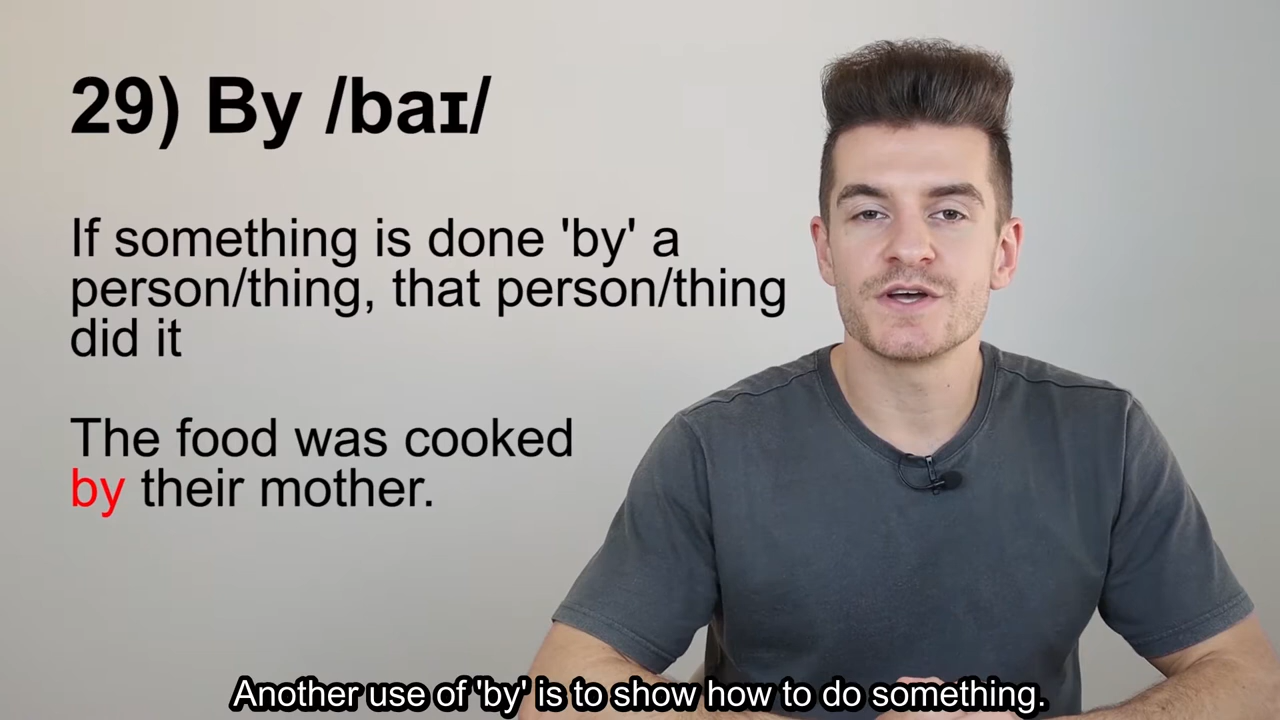 29) By /baɪ/
If something is done 'by' a
person/thing, that person/thing
did it
The food was cooked
by their mother.
Another use of 'by' is to show how to do something.